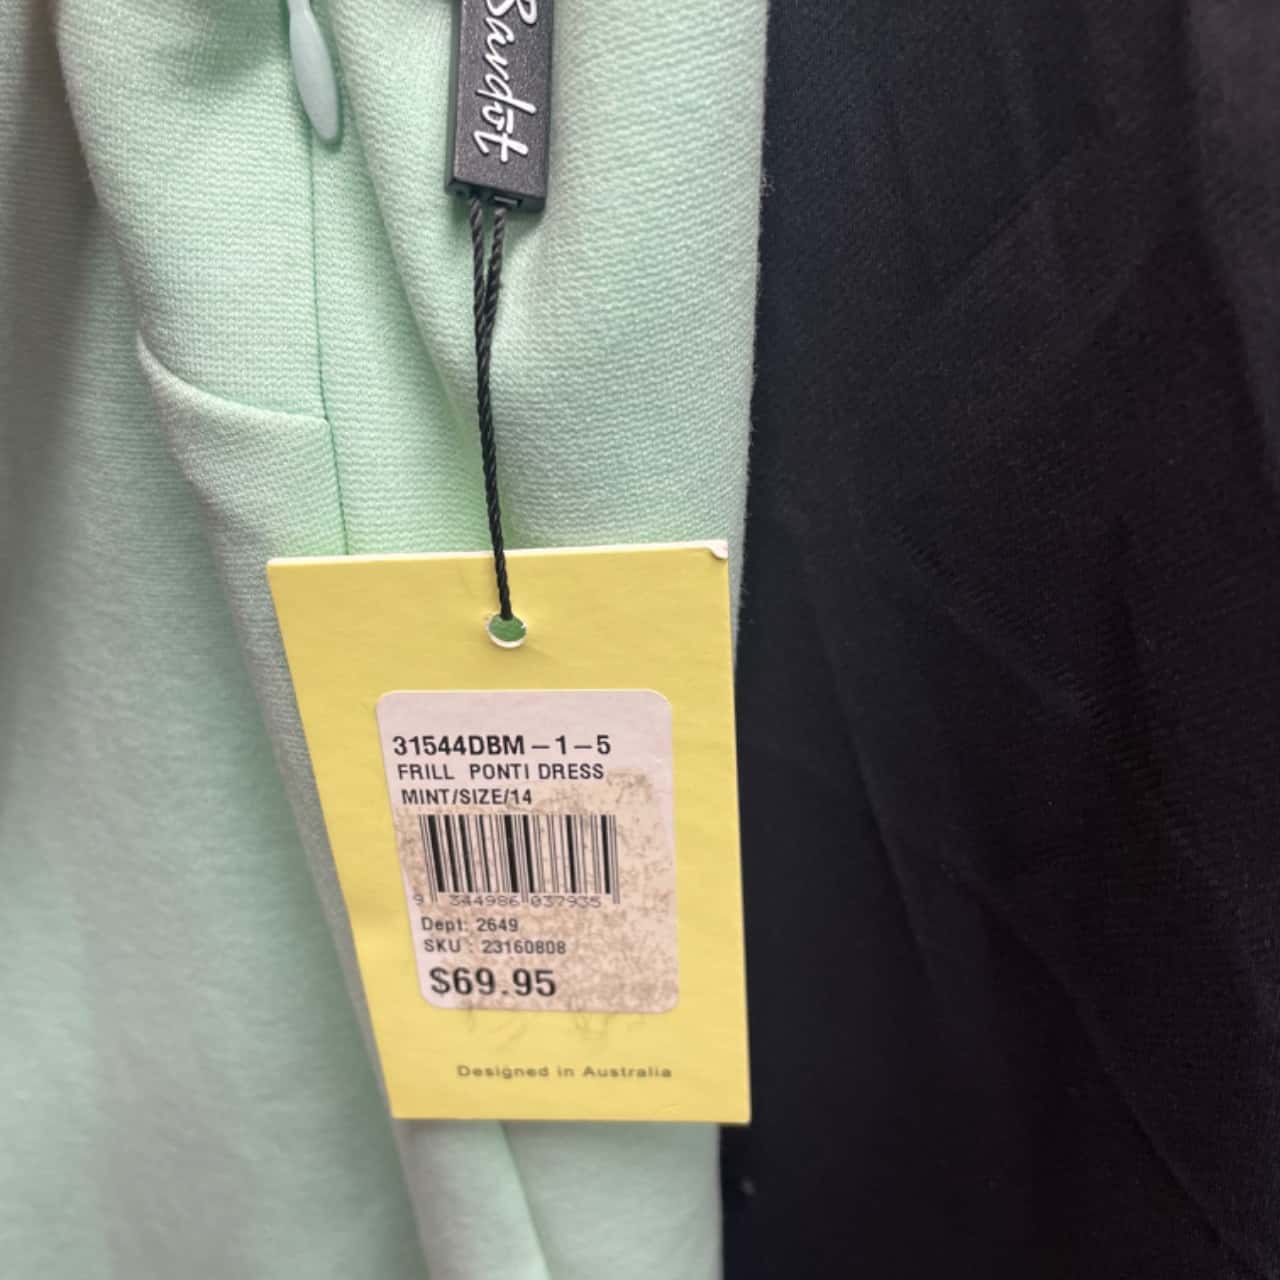 Bardot
31544DBM-1-5
FRILL PONTI DRESS
MINT/SIZE/14
9 344986 037935
Dept: 2649
SKU : 23160808
$69.95
Designed in Australia